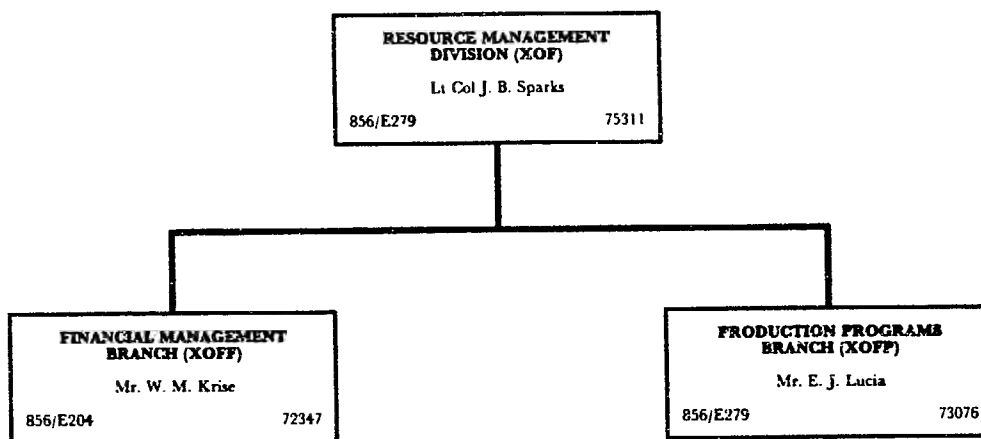 RESOURCE MANAGEMENT
DIVISION (XOF)
Lt Col J. B. Sparks
856/E279 75311
FINANCIAL MANAGEMENT
BRANCH (XOFF)
Mr. W. M. Krise
856/E204 72347
PRODUCTION PROGRAMS
BRANCH (XOFP)
Mr. E. J. Lucia
856/E279 73076